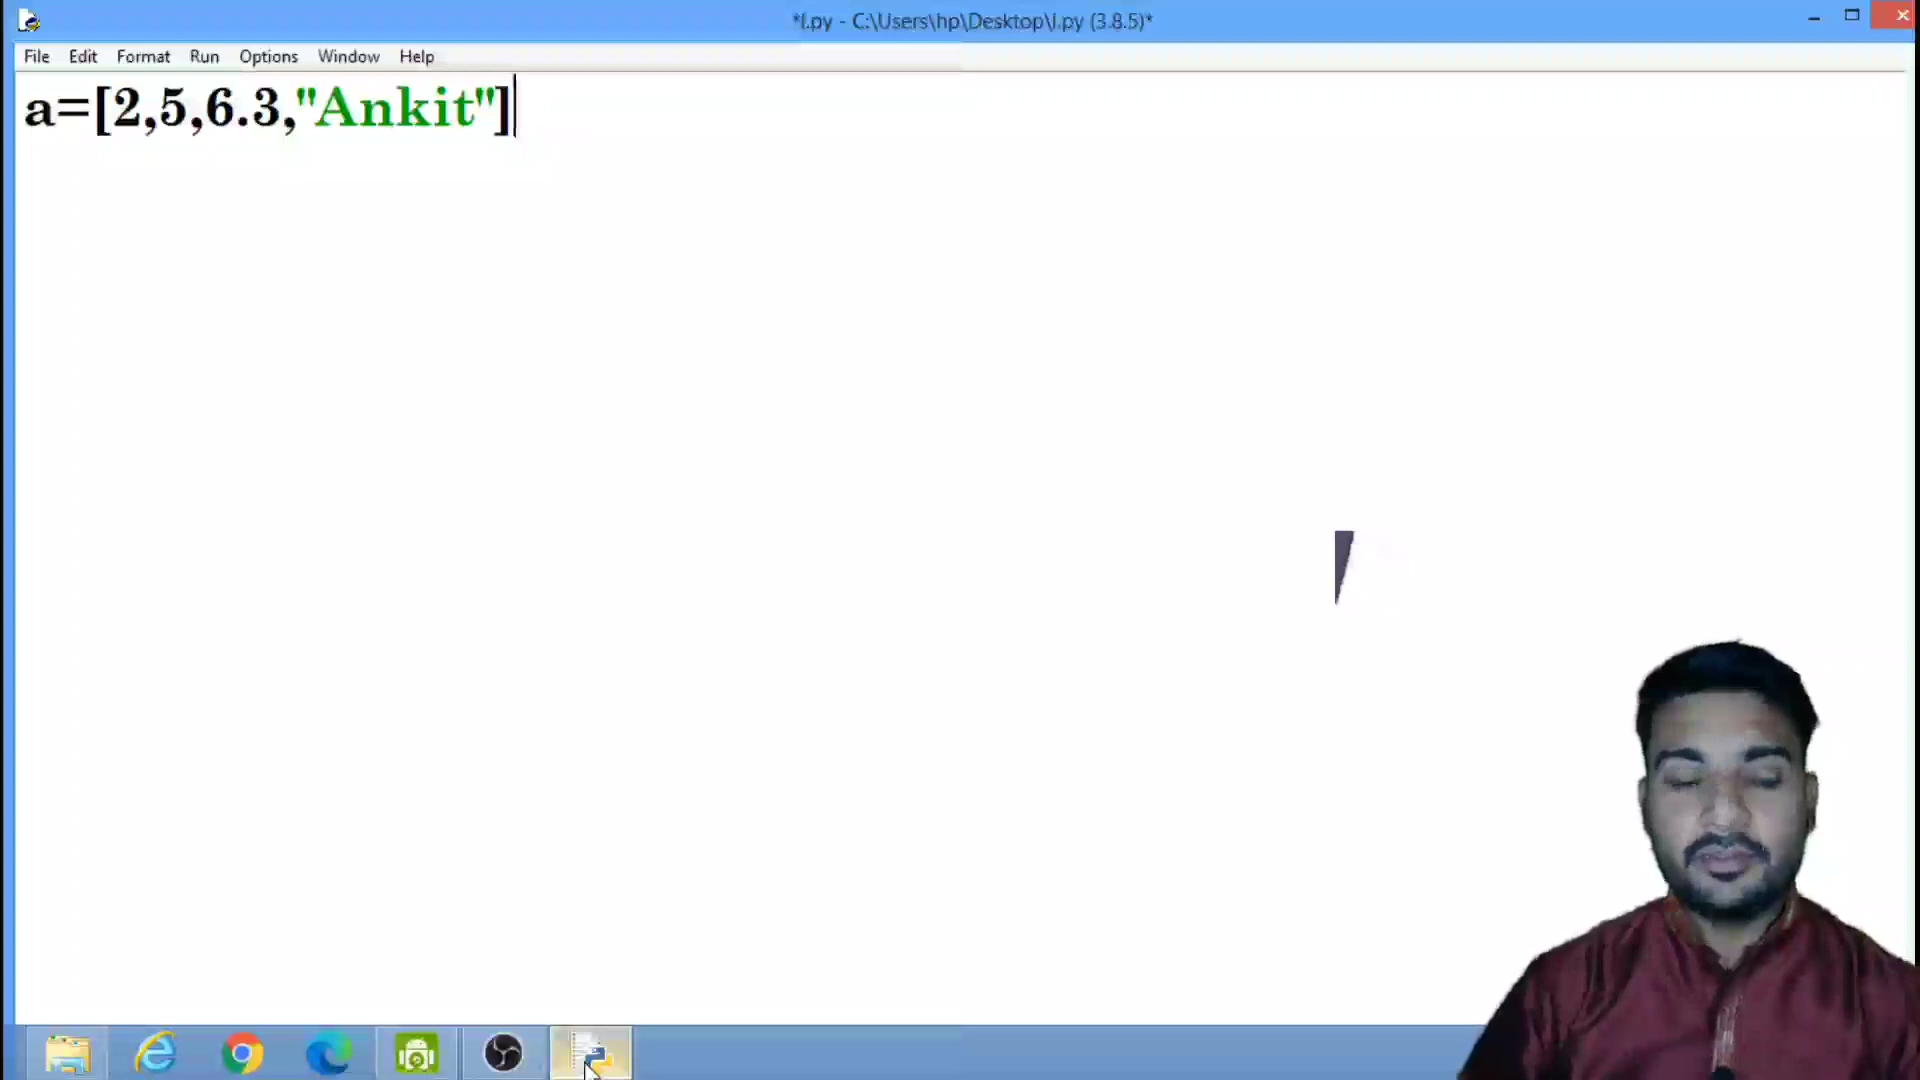 *l.py - C:\Users\hp\Desktop\l.py (3.8.5)*
File Edit Format Run Options Window Help
a=[2,5,6.3,"Ankit"]